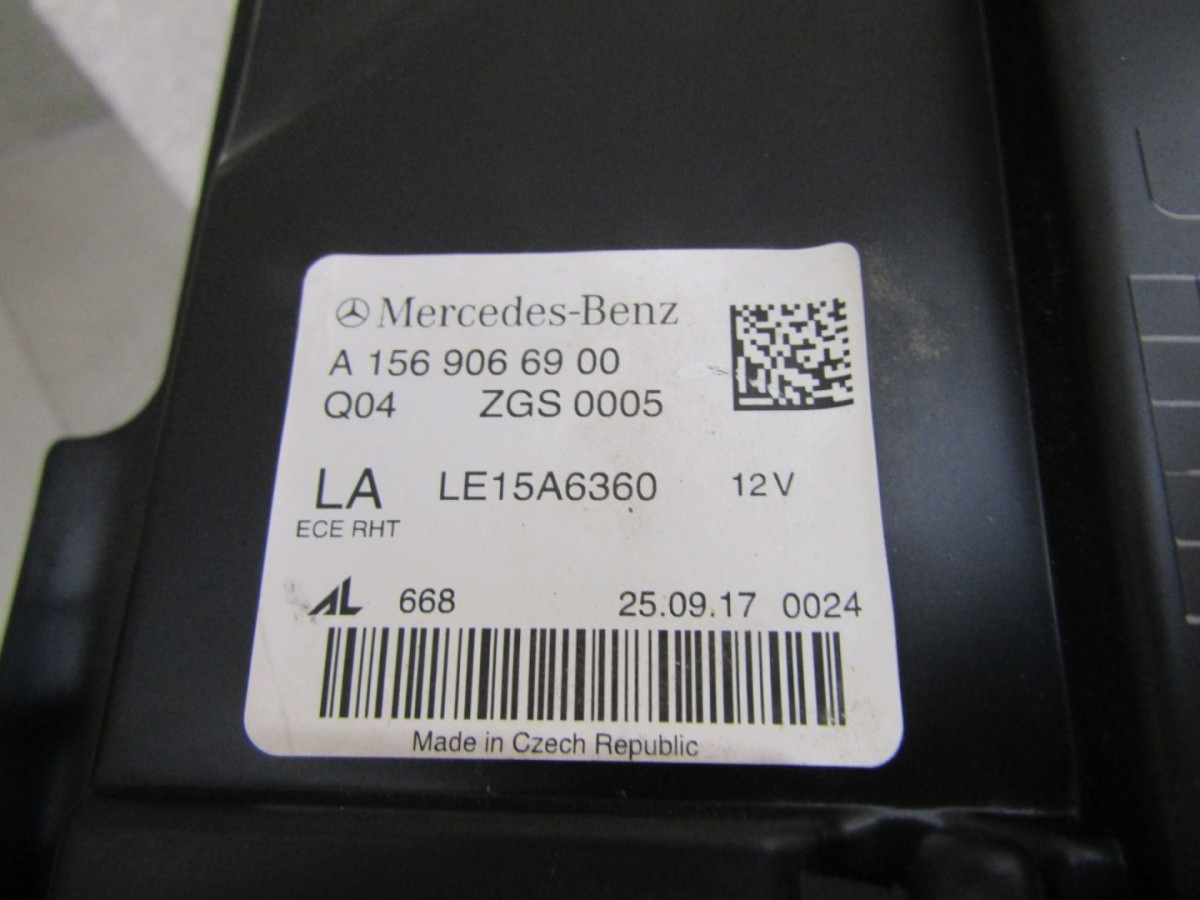 Mercedes-Benz
A 156 906 69 00
Q04 ZGS 0005
LA LE15A6360 12V
ECE RHT
AL 668 25.09.17 0024
Made in Czech Republic